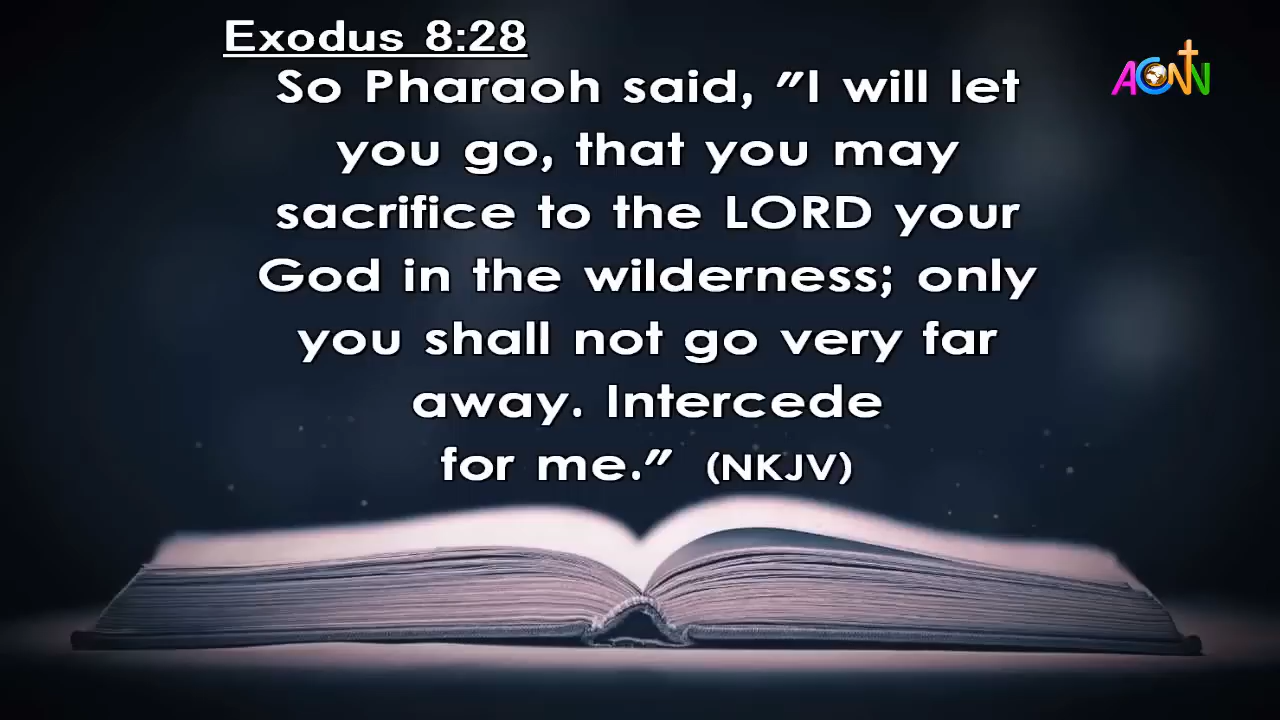 Exodus 8:28
So Pharaoh said, "I will let
you go, that you may
sacrifice to the LORD your
God in the wilderness; only
you shall not go very far
away. Intercede
for me." (NKJV)
ACNN